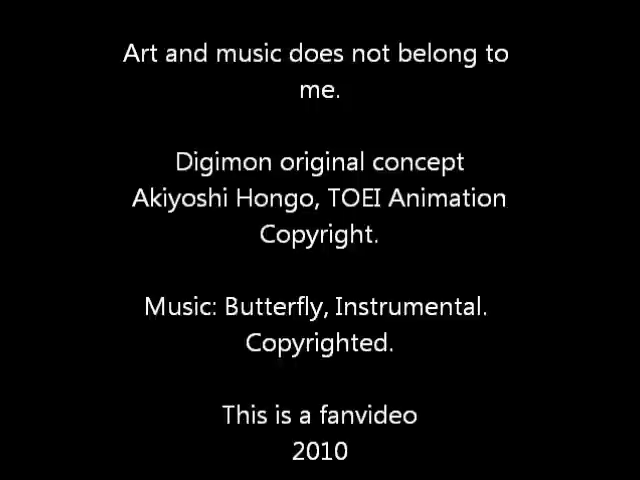 Art and music does not belong to
me.
Digimon original concept
Akiyoshi Hongo, TOEI Animation
Copyright.
Music: Butterfly, Instrumental.
Copyrighted.
This is a fanvideo
2010